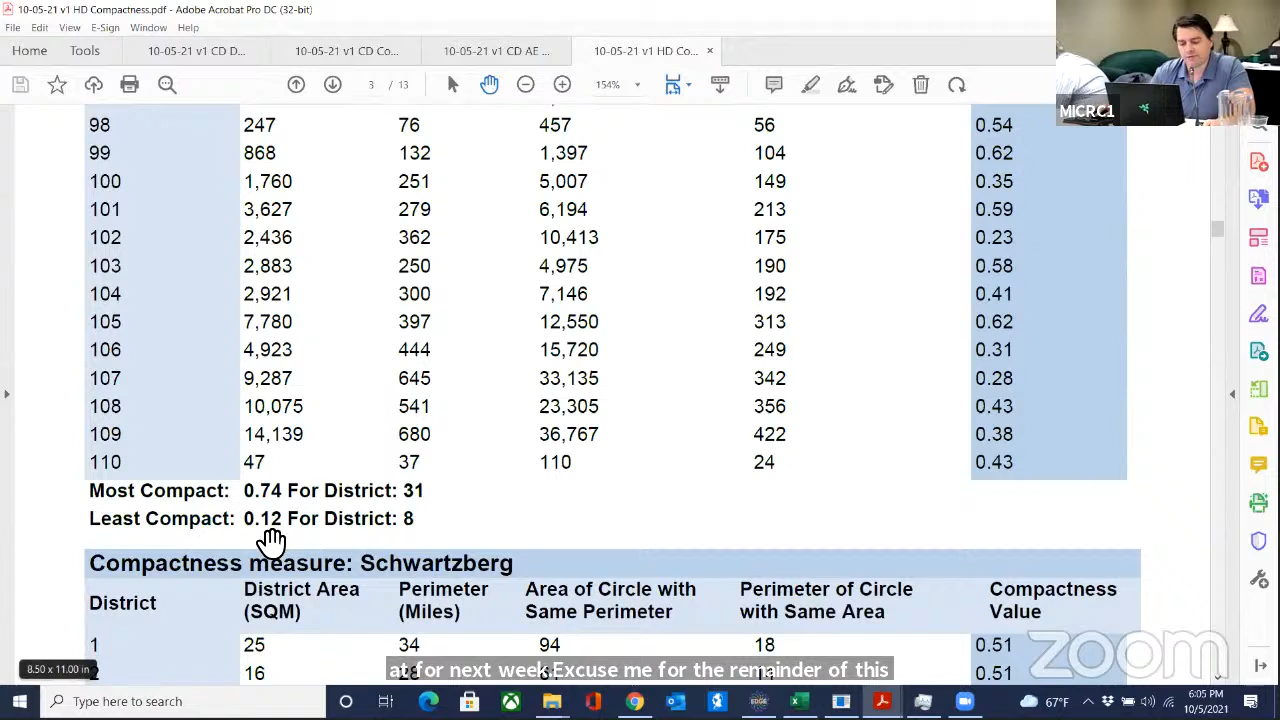 10-05-21 v1 HD Compactness.pdf - Adobe Acrobat Pro DC (32-bit)
File Edit View E-Sign Window Help
Home Tools 10-05-21 v1 CD D... 10-05-21 v1 CD Co... 10-05-21 v1 CD AE ... 10-05-21 v1 HD Co... ×
3 / 13 154%
MICRC1
98 247 76 457 56 0.54
99 868 132 1,397 104 0.62
100 1,760 251 5,007 149 0.35
101 3,627 279 6,194 213 0.59
102 2,436 362 10,413 175 0.23
103 2,883 250 4,975 190 0.58
104 2,921 300 7,146 192 0.41
105 7,780 397 12,550 313 0.62
106 4,923 444 15,720 249 0.31
107 9,287 645 33,135 342 0.28
108 10,075 541 23,305 356 0.43
109 14,139 680 36,767 422 0.38
110 47 37 110 24 0.43
Most Compact: 0.74 For District: 31
Least Compact: 0.12 For District: 8
Compactness measure: Schwartzberg
District District Area (SQM) Perimeter (Miles) Area of Circle with Same Perimeter Perimeter of Circle with Same Area Compactness Value
1 25 34 94 18 0.51
16 0.51
8.50 x 11.00 in
at for next week. Excuse me for the remainder of this
zoom
Type here to search
67°F
6:05 PM
10/5/2021